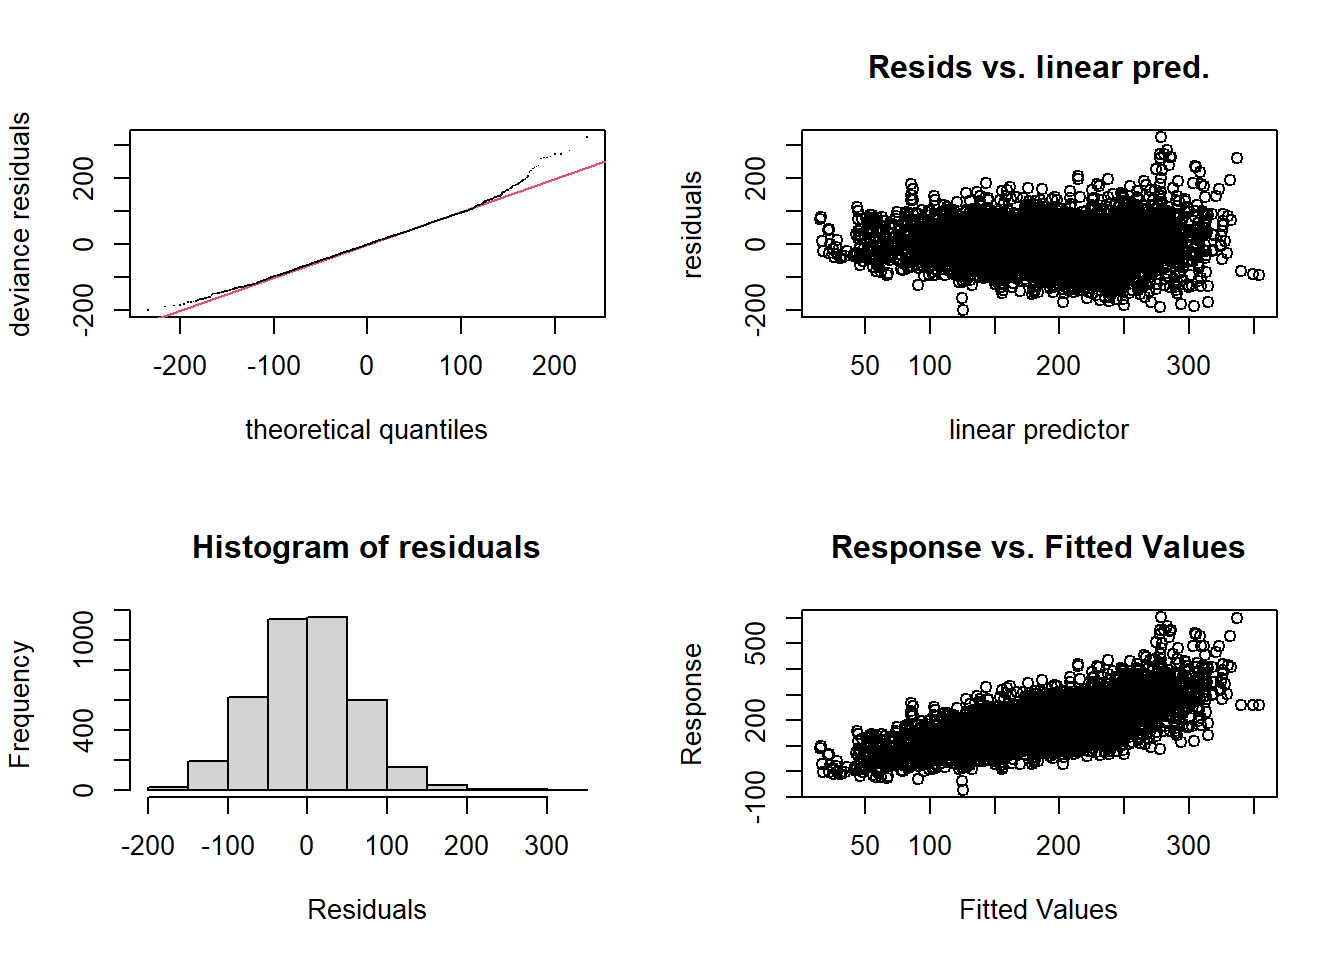 deviance residuals
200
0
-200
-200 -100 0 100 200
theoretical quantiles
Resids vs. linear pred.
residuals
200
0
-200
50 100 200 300
linear predictor
Histogram of residuals
Frequency
1000
400
0
-200 -100 0 100 200 300
Residuals
Response vs. Fitted Values
Response
500
200
-100
50 100 200 300
Fitted Values